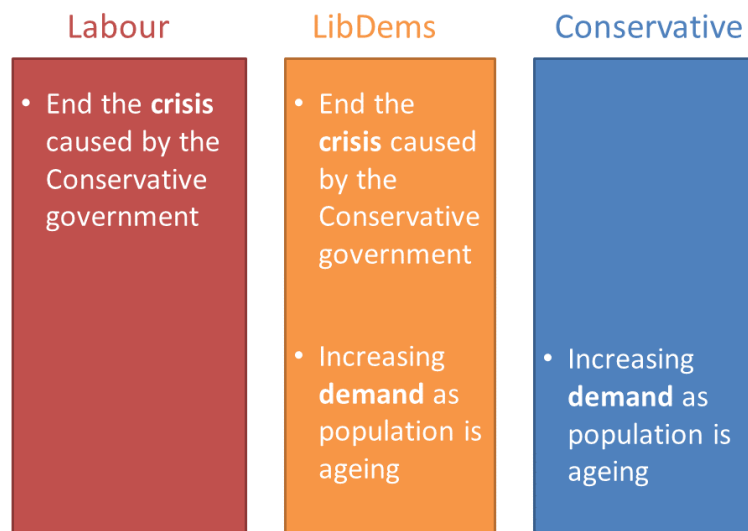 Labour
• End the crisis
caused by the
Conservative
government
LibDems
• End the
crisis caused
by the
Conservative
government
• Increasing
demand as
population is
ageing
Conservative
• Increasing
demand as
population is
ageing